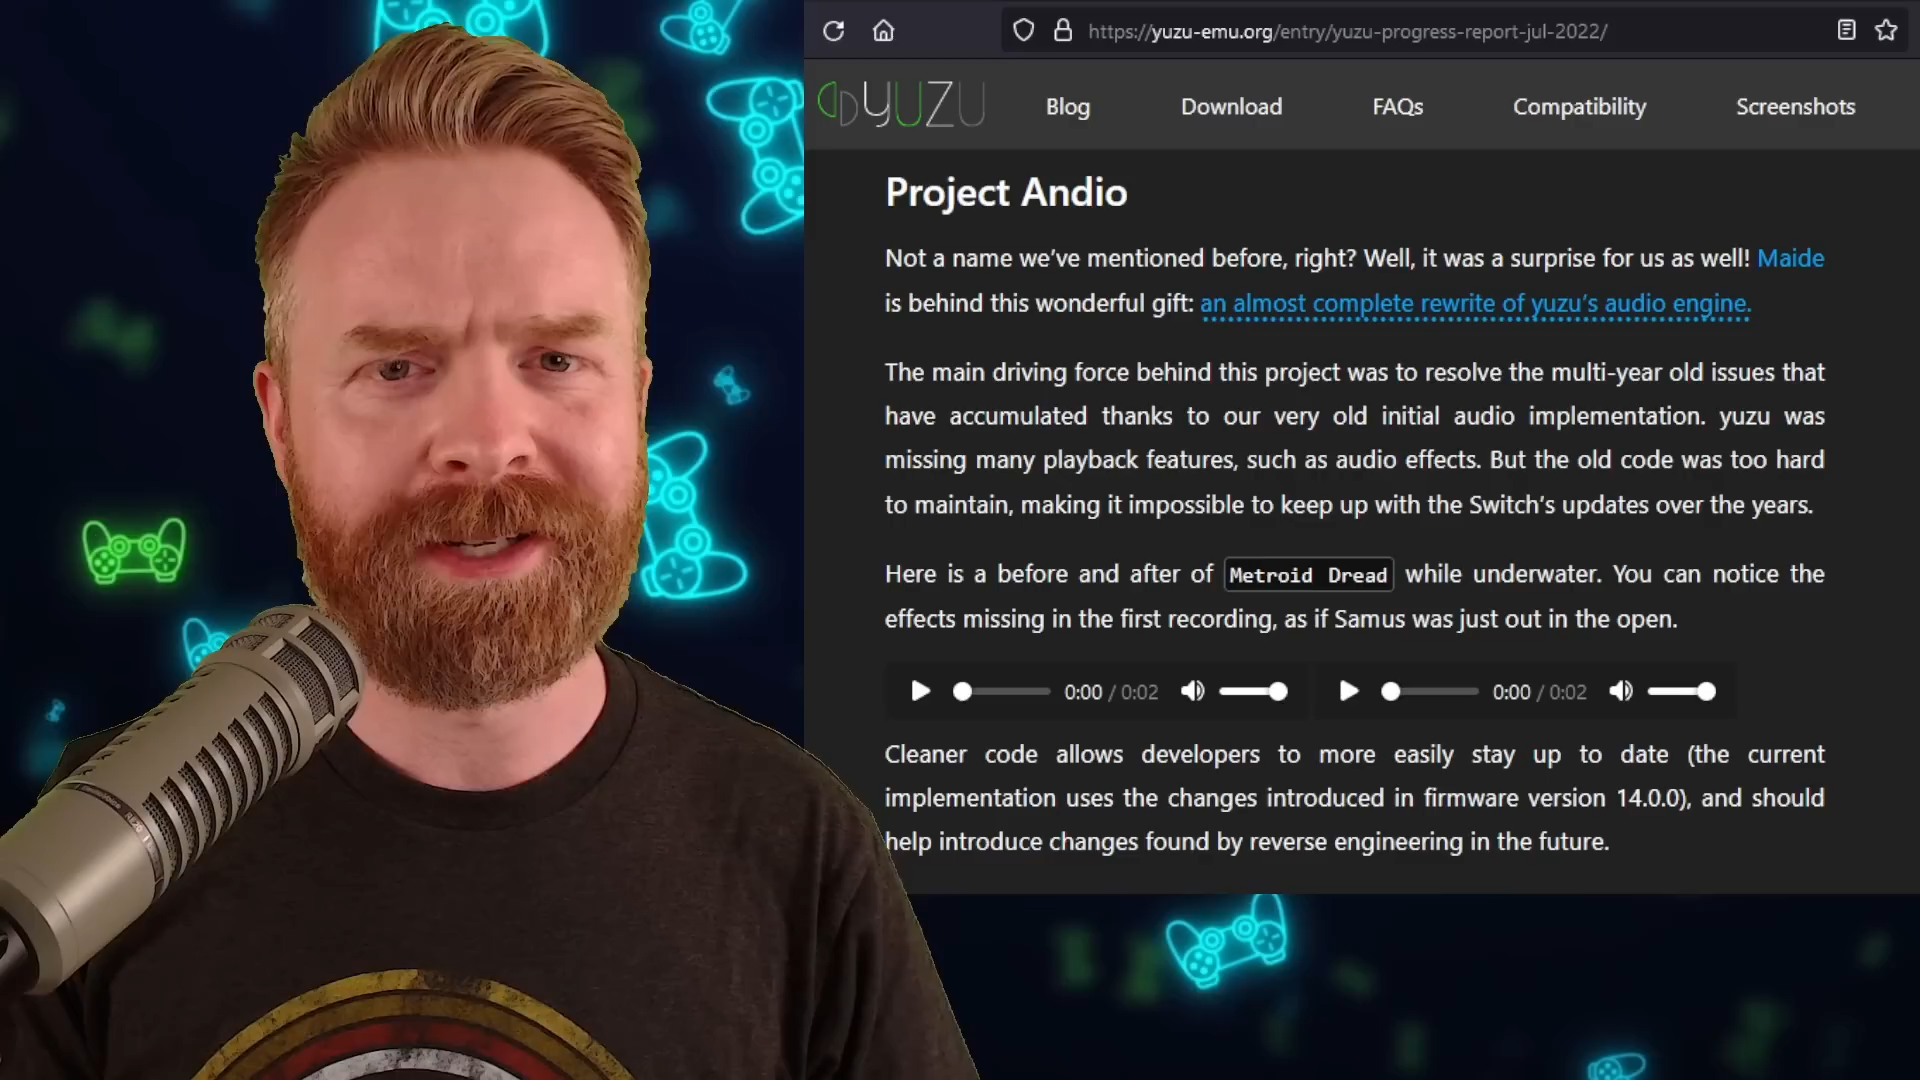 https://yuzu-emu.org/entry/yuzu-progress-report-jul-2022/
YUZU
Blog
Download
FAQs
Compatibility
Screenshots
Project Andio
Not a name we’ve mentioned before, right? Well, it was a surprise for us as well! Maide
is behind this wonderful gift: an almost complete rewrite of yuzu’s audio engine.
The main driving force behind this project was to resolve the multi-year old issues that
have accumulated thanks to our very old initial audio implementation. yuzu was
missing many playback features, such as audio effects. But the old code was too hard
to maintain, making it impossible to keep up with the Switch’s updates over the years.
Here is a before and after of Metroid Dread while underwater. You can notice the
effects missing in the first recording, as if Samus was just out in the open.
0:00 / 0:02
0:00 / 0:02
Cleaner code allows developers to more easily stay up to date (the current
implementation uses the changes introduced in firmware version 14.0.0), and should
help introduce changes found by reverse engineering in the future.